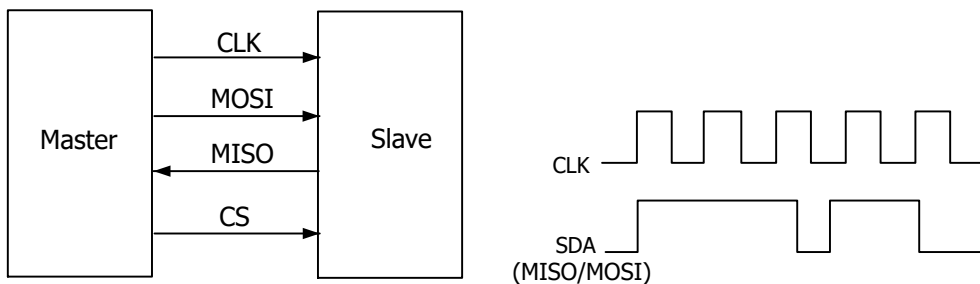 Master
CLK
MOSI
MISO
CS
Slave
CLK
SDA
(MISO/MOSI)